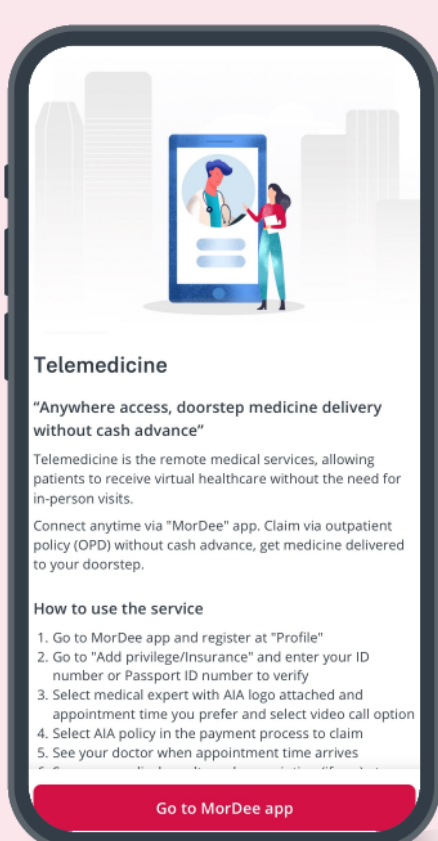 Telemedicine
“Anywhere access, doorstep medicine delivery
without cash advance”
Telemedicine is the remote medical services, allowing
patients to receive virtual healthcare without the need for
in-person visits.
Connect anytime via "MorDee" app. Claim via outpatient
policy (OPD) without cash advance, get medicine delivered
to your doorstep.
How to use the service
1. Go to MorDee app and register at "Profile"
2. Go to "Add privilege/Insurance" and enter your ID
number or Passport ID number to verify
3. Select medical expert with AIA logo attached and
appointment time you prefer and select video call option
4. Select AIA policy in the payment process to claim
5. See your doctor when appointment time arrives
Go to MorDee app